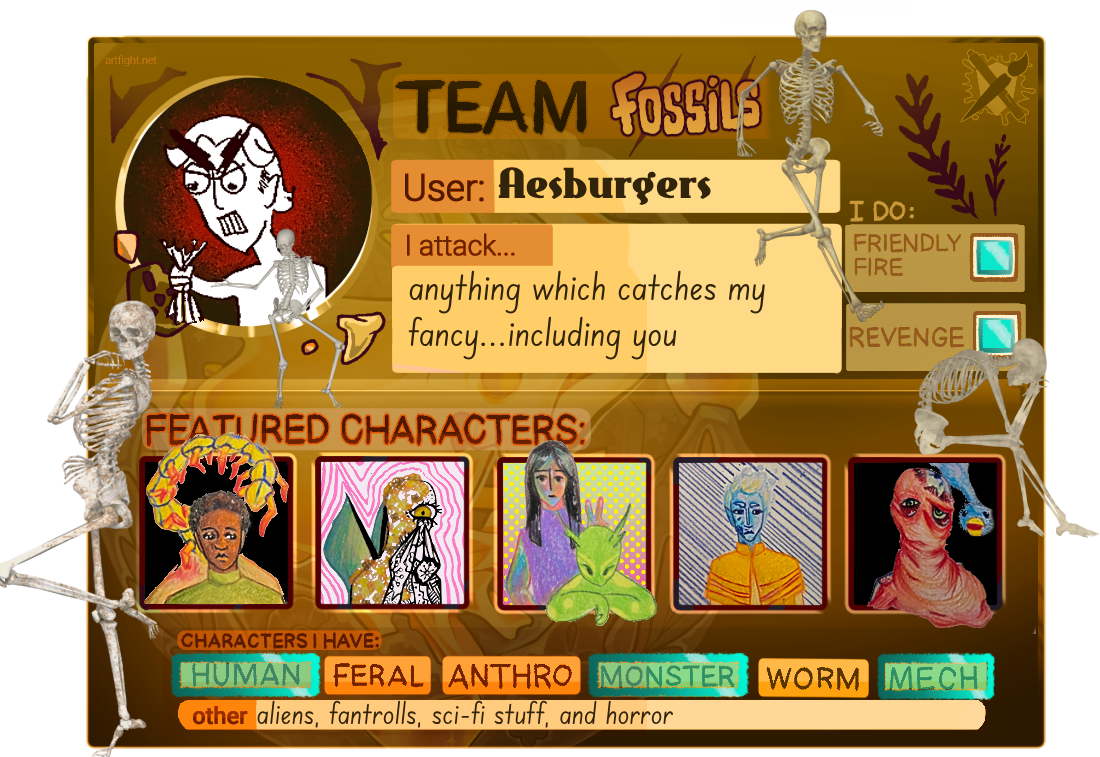 artfight.net
TEAM FOSSILS
User: Aesburgers
I DO:
I attack...
FRIENDLY
FIRE
anything which catches my
fancy...including you
REVENGE
FEATURED CHARACTERS:
CHARACTERS I HAVE:
HUMAN FERAL ANTHRO MONSTER WORM MECH
other aliens, fantrolls, sci-fi stuff, and horror